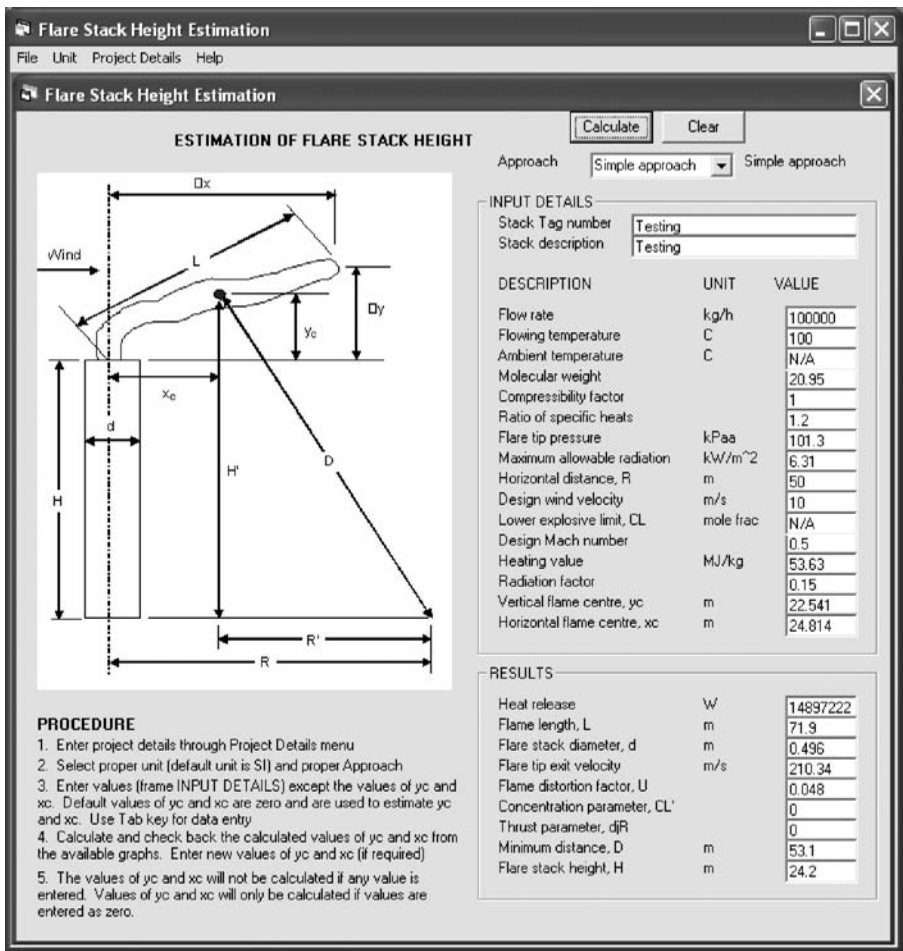 Flare Stack Height Estimation
File Unit Project Details Help
Flare Stack Height Estimation
ESTIMATION OF FLARE STACK HEIGHT
Calculate Clear
Approach Simple approach Simple approach
□x
Wind
L
□y
yc
xc
d
H'
D
H
R'
R
INPUT DETAILS
Stack Tag number Testing
Stack description Testing
DESCRIPTION UNIT VALUE
Flow rate kg/h 100000
Flowing temperature C 100
Ambient temperature C N/A
Molecular weight 20.95
Compressibility factor 1
Ratio of specific heats 1.2
Flare tip pressure kPaa 101.3
Maximum allowable radiation kW/m^2 6.31
Horizontal distance, R m 50
Design wind velocity m/s 10
Lower explosive limit, CL mole frac N/A
Design Mach number 0.5
Heating value MJ/kg 53.63
Radiation factor 0.15
Vertical flame centre, yc m 22.541
Horizontal flame centre, xc m 24.814
RESULTS
Heat release W 14897222
Flame length, L m 71.9
Flare stack diameter, d m 0.496
Flare tip exit velocity m/s 210.34
Flame distortion factor, U 0.048
Concentration parameter, CL' 0
Thrust parameter, djR 0
Minimum distance, D m 53.1
Flare stack height, H m 24.2
PROCEDURE
1. Enter project details through Project Details menu
2. Select proper unit (default unit is SI) and proper Approach
3. Enter values (frame INPUT DETAILS) except the values of yc and
xc. Default values of yc and xc are zero and are used to estimate yc
and xc. Use Tab key for data entry
4. Calculate and check back the calculated values of yc and xc from
the available graphs. Enter new values of yc and xc (if required)
5. The values of yc and xc will not be calculated if any value is
entered. Values of yc and xc will only be calculated if values are
entered as zero.